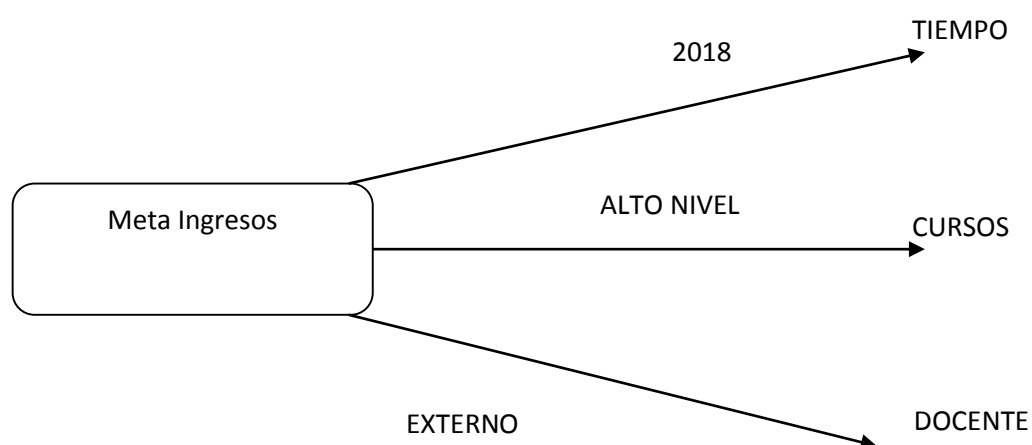 TIEMPO
2018
Meta Ingresos
ALTO NIVEL
CURSOS
EXTERNO
DOCENTE